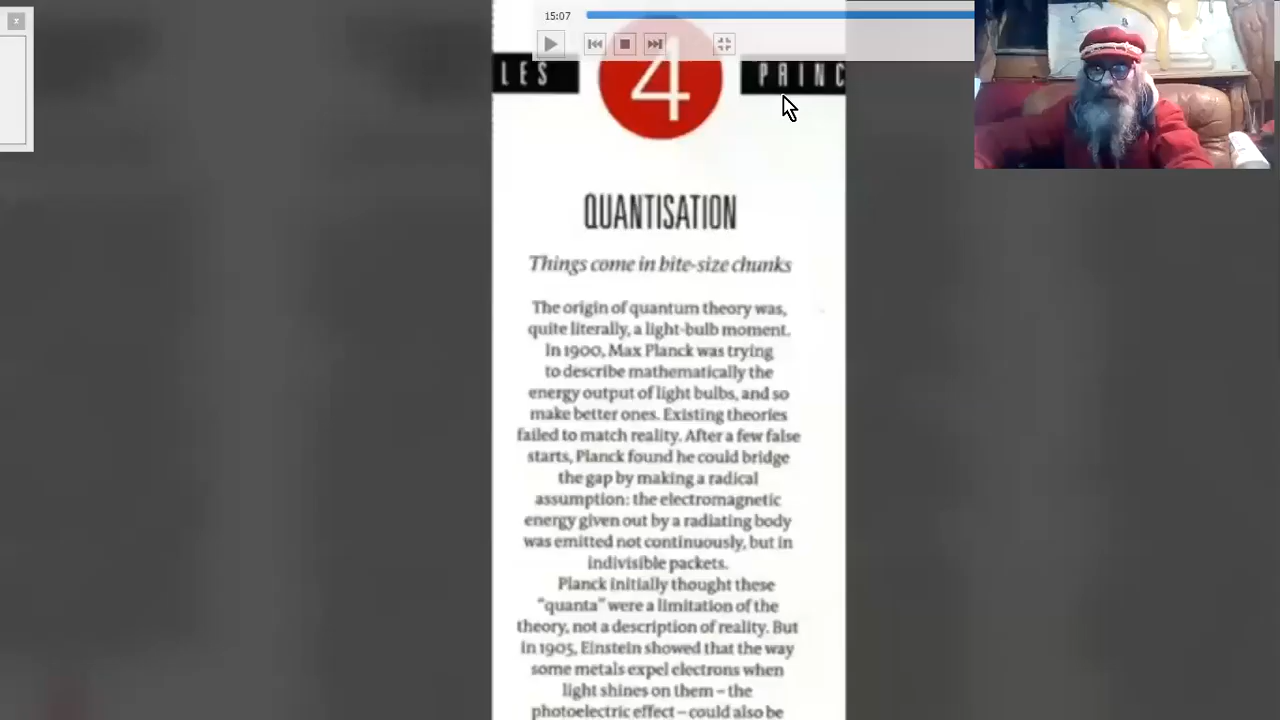 15:07
LES
4
PRINC
QUANTISATION
Things come in bite-size chunks
The origin of quantum theory was,
quite literally, a light-bulb moment.
In 1900, Max Planck was trying
to describe mathematically the
energy output of light bulbs, and so
make better ones. Existing theories
failed to match reality. After a few false
starts, Planck found he could bridge
the gap by making a radical
assumption: the electromagnetic
energy given out by a radiating body
was emitted not continuously, but in
indivisible packets.
Planck initially thought these
"quanta" were a limitation of the
theory, not a description of reality. But
in 1905, Einstein showed that the way
some metals expel electrons when
light shines on them – the
photoelectric effect – could also be